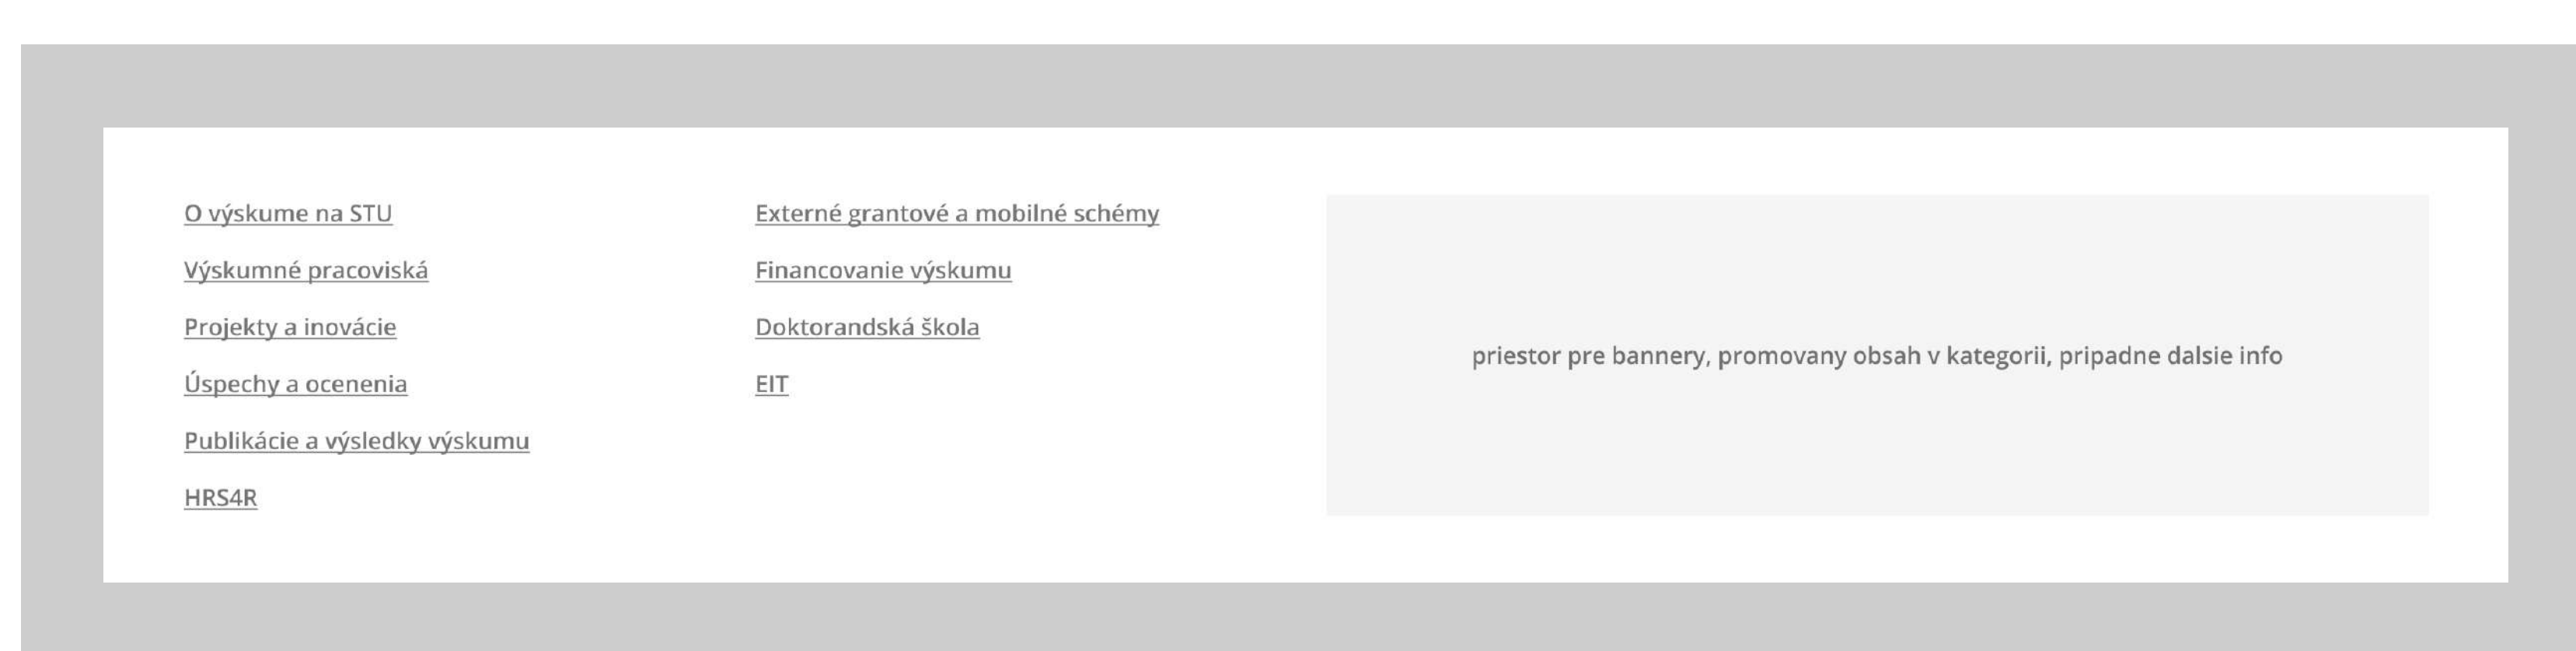 O výskume na STU
Výskumné pracoviská
Projekty a inovácie
Úspechy a ocenenia
Publikácie a výsledky výskumu
HRS4R
Externé grantové a mobilné schémy
Financovanie výskumu
Doktorandská škola
EIT
priestor pre bannery, promovany obsah v kategorii, pripadne dalsie info